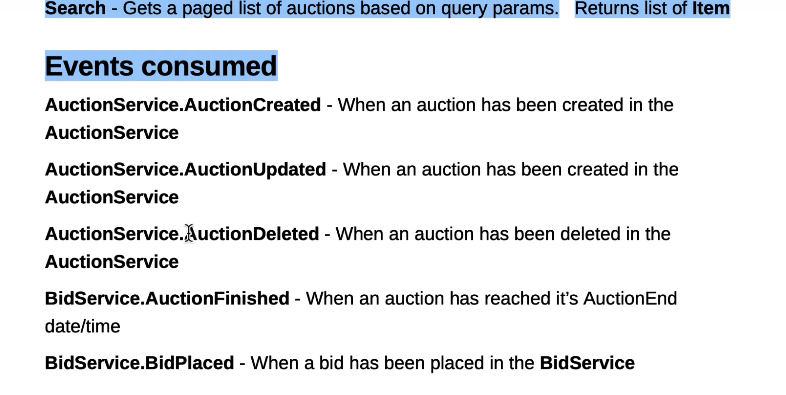 Search - Gets a paged list of auctions based on query params. Returns list of Item
Events consumed
AuctionService.AuctionCreated - When an auction has been created in the
AuctionService
AuctionService.AuctionUpdated - When an auction has been created in the
AuctionService
AuctionService.AuctionDeleted - When an auction has been deleted in the
AuctionService
BidService.AuctionFinished - When an auction has reached it’s AuctionEnd
date/time
BidService.BidPlaced - When a bid has been placed in the BidService